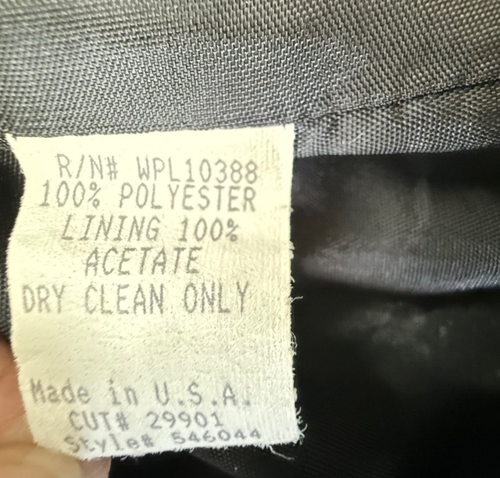 R/N# WPL10388
100% POLYESTER
LINING 100%
ACETATE
DRY CLEAN ONLY
Made in U.S.A.
CUT# 29901
Style# 546044